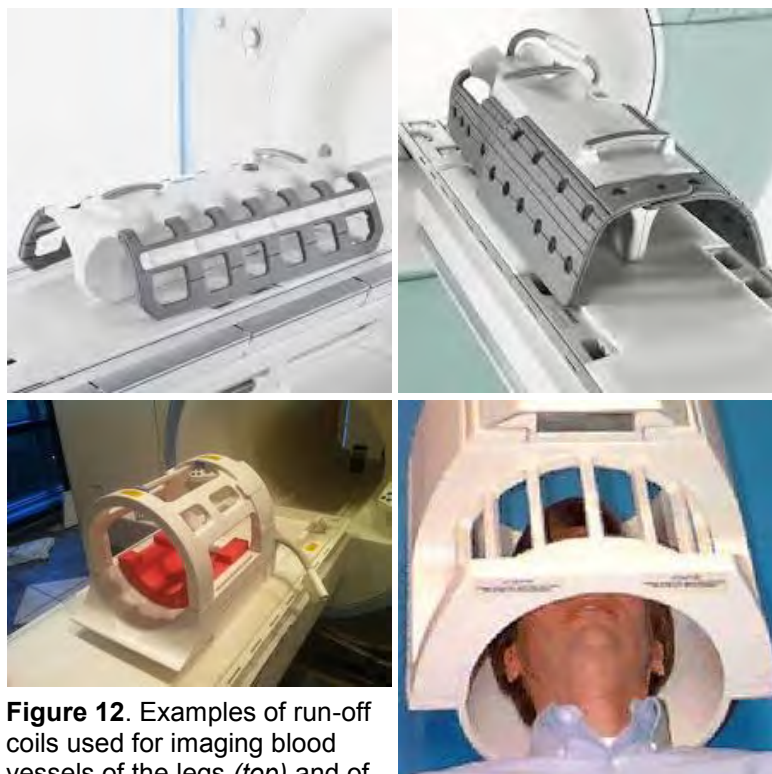 Figure 12. Examples of run-off
coils used for imaging blood
vessels of the legs (top) and of